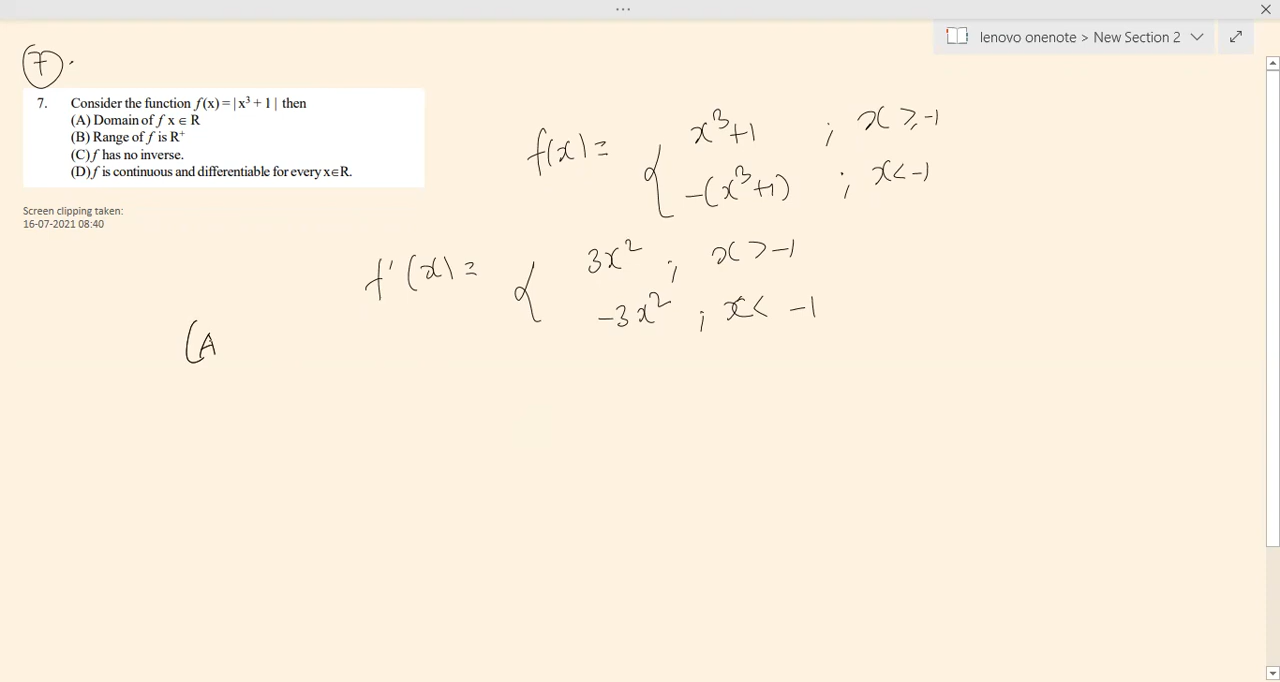 ...
lenovo onenote > New Section 2
7.
7. Consider the function f(x) = | x³ + 1 | then
(A) Domain of f x ∈ R
(B) Range of f is R⁺
(C) f has no inverse.
(D) f is continuous and differentiable for every x∈R.
Screen clipping taken:
16-07-2021 08:40
f(x) = { x³+1 ; x ≥ -1
-(x³+1) ; x < -1
f'(x) = { 3x² ; x > -1
-3x² ; x < -1
(A